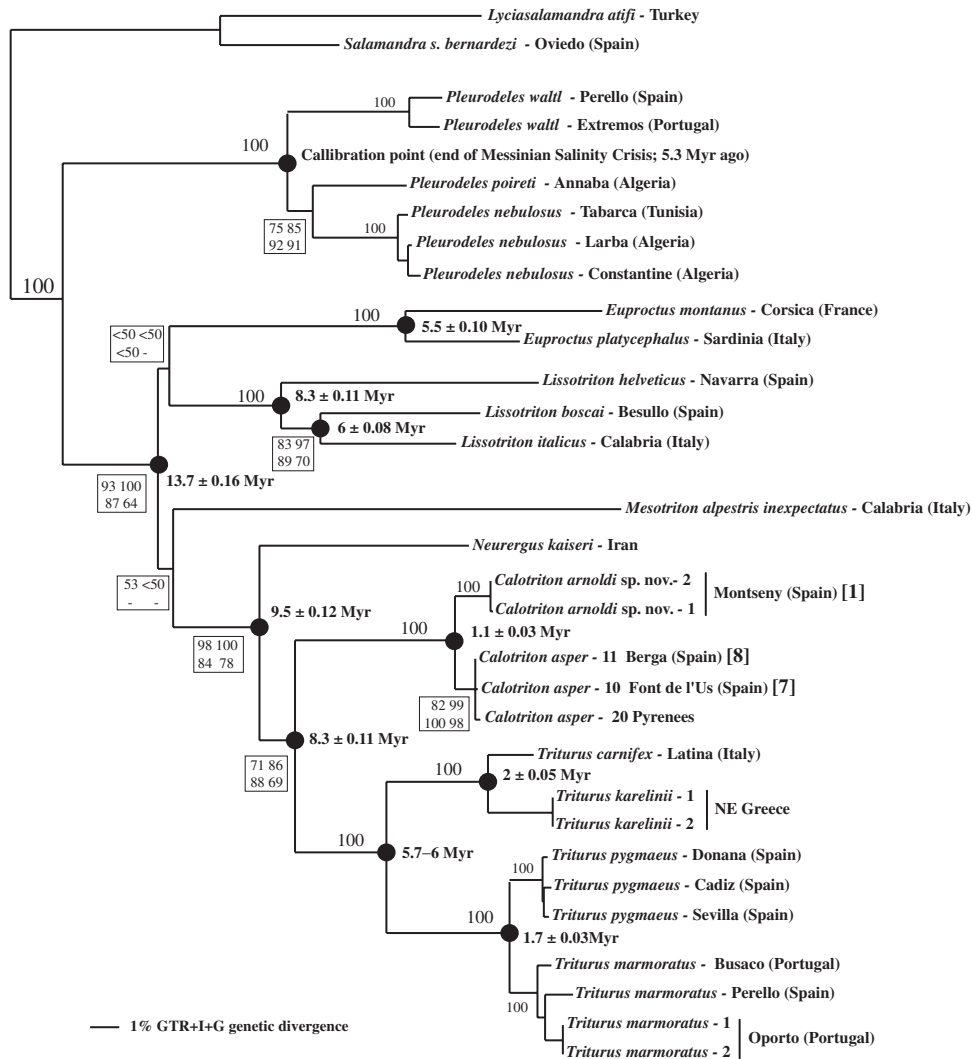 Lyciasalamandra atifi - Turkey
Salamandra s. bernardezi - Oviedo (Spain)
100
Pleurodeles waltl - Perello (Spain)
Pleurodeles waltl - Extremos (Portugal)
100
Callibration point (end of Messinian Salinity Crisis; 5.3 Myr ago)
Pleurodeles poireti - Annaba (Algeria)
75 85
92 91
100
Pleurodeles nebulosus - Tabarca (Tunisia)
Pleurodeles nebulosus - Larba (Algeria)
Pleurodeles nebulosus - Constantine (Algeria)
100
<50 <50
<50 -
100
Euproctus montanus - Corsica (France)
5.5 ± 0.10 Myr
Euproctus platycephalus - Sardinia (Italy)
100
Lissotriton helveticus - Navarra (Spain)
8.3 ± 0.11 Myr
Lissotriton boscai - Besullo (Spain)
6 ± 0.08 Myr
83 97
89 70
Lissotriton italicus - Calabria (Italy)
93 100
87 64
13.7 ± 0.16 Myr
Mesotriton alpestris inexpectatus - Calabria (Italy)
Neurergus kaiseri - Iran
53 <50
- -
9.5 ± 0.12 Myr
98 100
84 78
100
100
Calotriton arnoldi sp. nov.- 2
Calotriton arnoldi sp. nov. - 1
Montseny (Spain) [1]
1.1 ± 0.03 Myr
Calotriton asper - 11 Berga (Spain) [8]
Calotriton asper - 10 Font de l'Us (Spain) [7]
Calotriton asper - 20 Pyrenees
82 99
100 98
8.3 ± 0.11 Myr
71 86
88 69
100
Triturus carnifex - Latina (Italy)
2 ± 0.05 Myr
Triturus karelinii - 1
Triturus karelinii - 2
NE Greece
100
5.7–6 Myr
100
100
Triturus pygmaeus - Donana (Spain)
Triturus pygmaeus - Cadiz (Spain)
Triturus pygmaeus - Sevilla (Spain)
1.7 ± 0.03Myr
100
Triturus marmoratus - Busaco (Portugal)
Triturus marmoratus - Perello (Spain)
Triturus marmoratus - 1
Triturus marmoratus - 2
Oporto (Portugal)
1% GTR+I+G genetic divergence